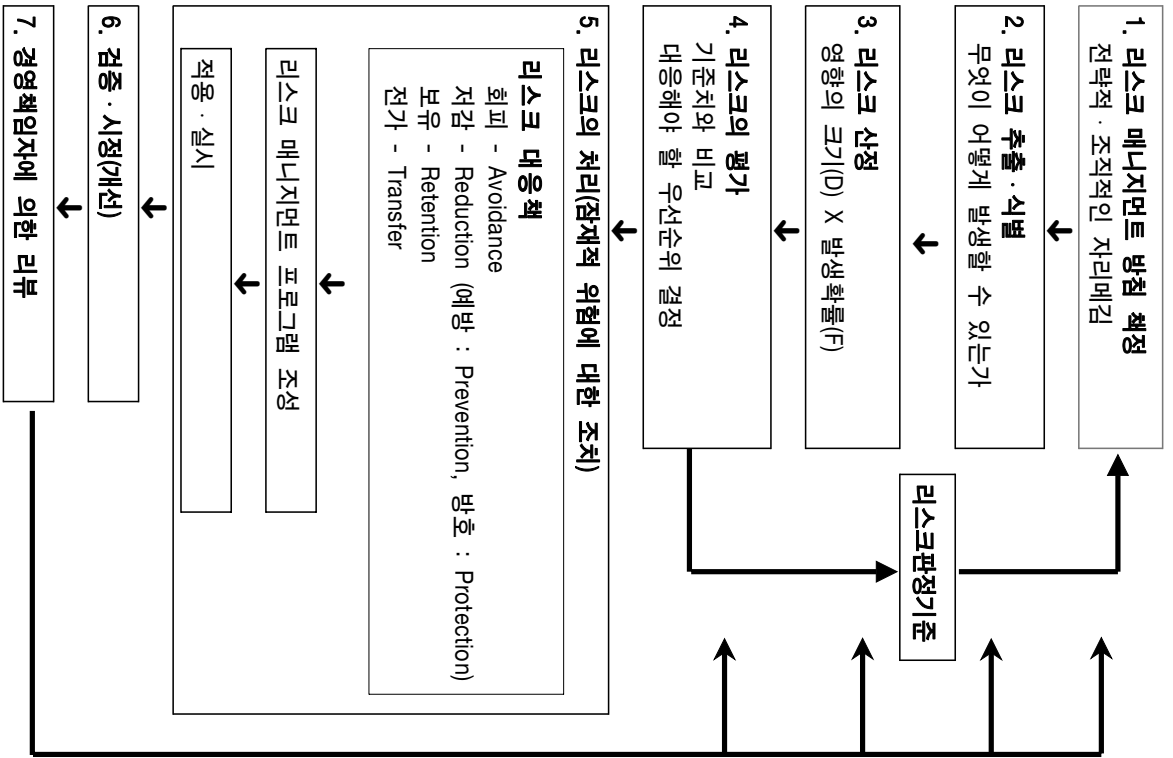 1. 리스크 매니지먼트 방침 책정
전략적 · 조직적인 자리메김
2. 리스크 추출 · 식별
무엇이 어떻게 발생할 수 있는가
3. 리스크 산정
영향의 크기(D) X 발생확률(F)
4. 리스크의 평가
기준치와 비교
대응해야 할 우선순위 결정
리스크판정기준
5. 리스크의 처리(잠재적 위험에 대한 조치)
리스크 대응책
회피 - Avoidance
저감 - Reduction (예방 : Prevention, 방호 : Protection)
보유 - Retention
전가 - Transfer
리스크 매니지먼트 프로그램 조성
적용 · 실시
6. 검증 · 시정(개선)
7. 경영책임자에 의한 리뷰